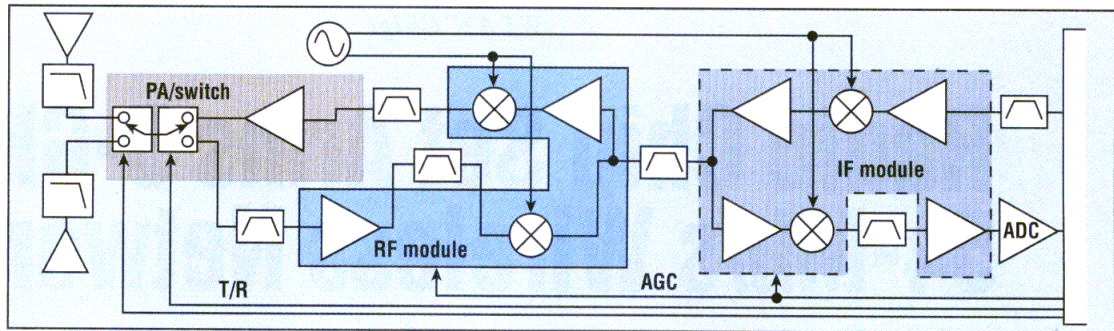 PA/switch
IF module
RF module
ADC
T/R
AGC